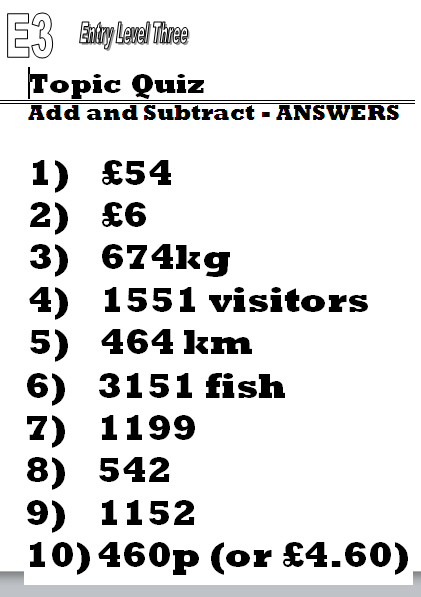 E3 Entry Level Three
Topic Quiz
Add and Subtract - ANSWERS
1) £54
2) £6
3) 674kg
4) 1551 visitors
5) 464 km
6) 3151 fish
7) 1199
8) 542
9) 1152
10) 460p (or £4.60)